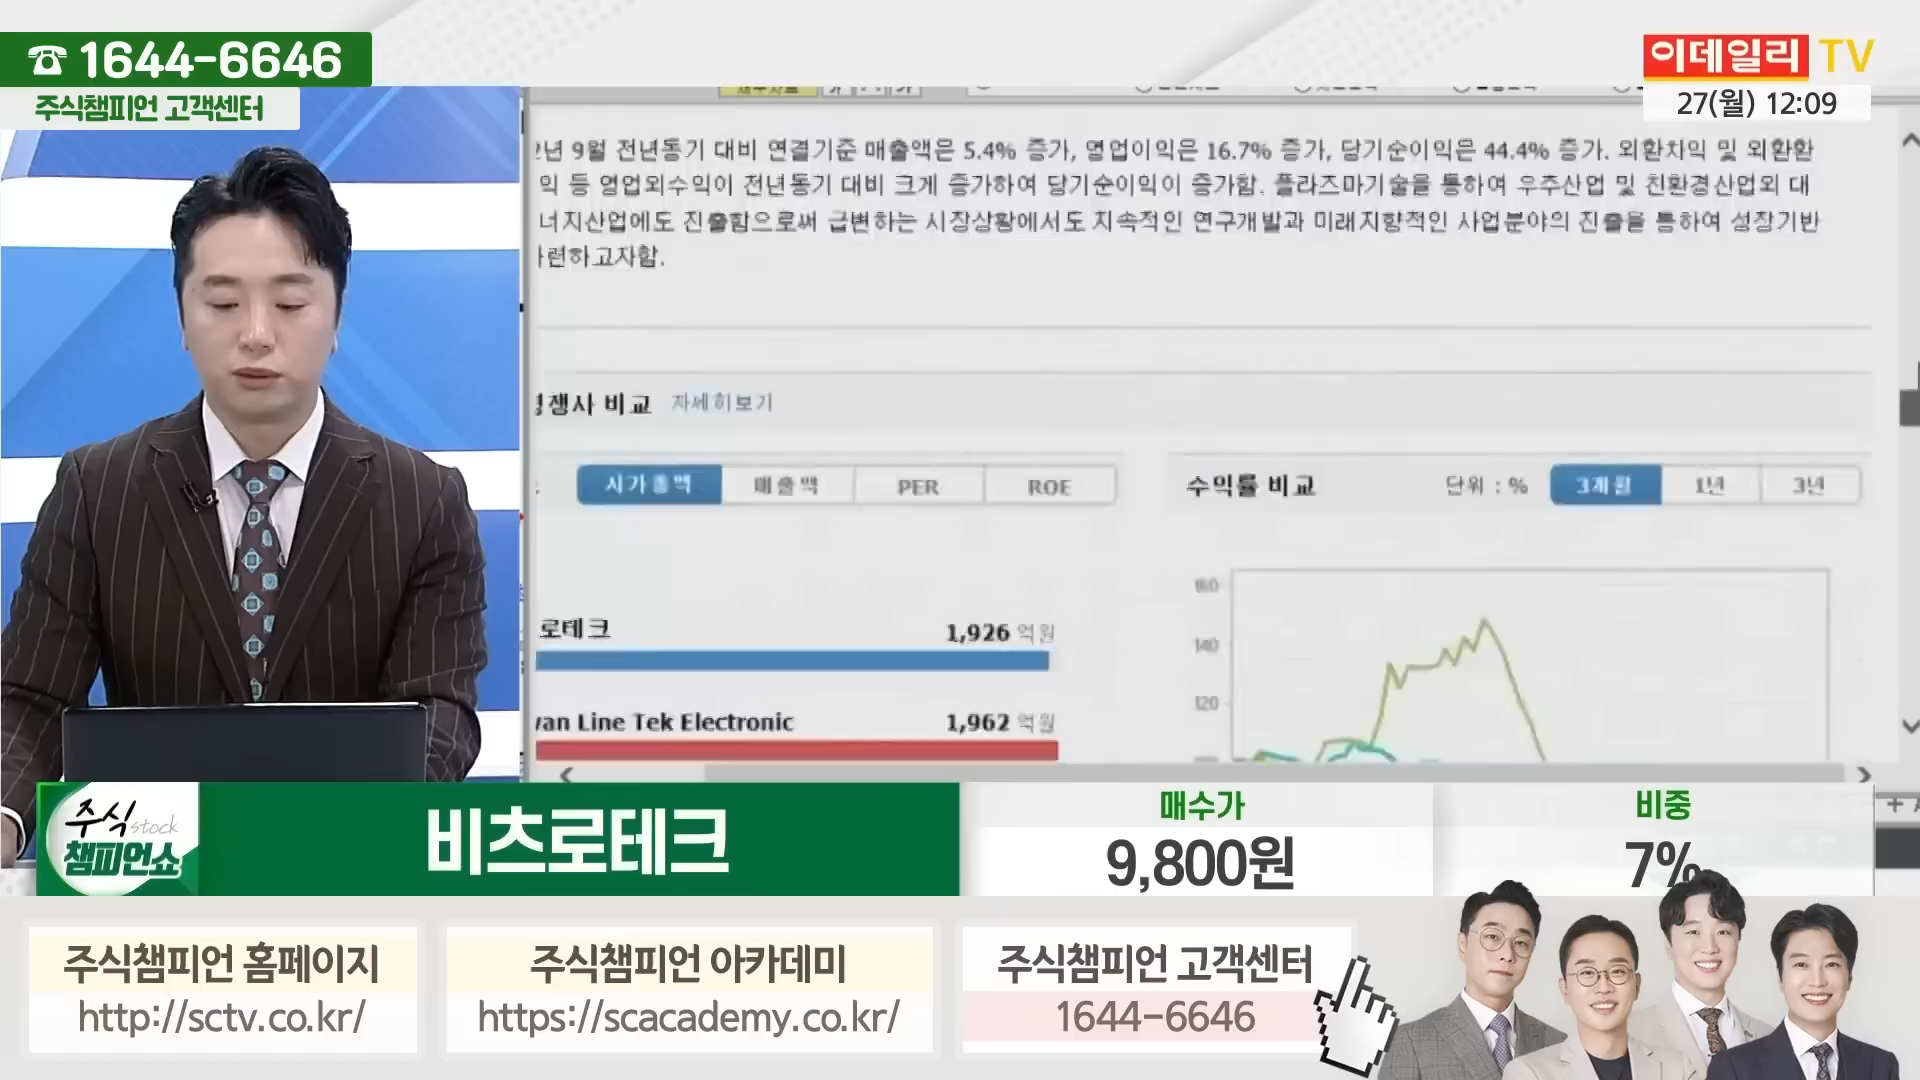 ☎ 1644-6646
주식챔피언 고객센터
이데일리 TV
27(월) 12:09
년 9월 전년동기 대비 연결기준 매출액은 5.4% 증가, 영업이익은 16.7% 증가, 당기순이익은 44.4% 증가. 외환차익 및 외환환
익 등 영업외수익이 전년동기 대비 크게 증가하여 당기순이익이 증가함. 플라즈마기술을 통하여 우주산업 및 친환경산업외 대
너지산업에도 진출함으로써 급변하는 시장상황에서도 지속적인 연구개발과 미래지향적인 사업분야의 진출을 통하여 성장기반
련하고자함.
쟁사 비교 자세히보기
시가총액 매출액 PER ROE
수익률 비교 단위 : % 3개월 1년 3년
로테크 1,926 억원
wan Line Tek Electronic 1,962 억원
160
140
120
주식 stock
챔피언쇼
비츠로테크
매수가
9,800원
비중
7%
주식챔피언 홈페이지
http://sctv.co.kr/
주식챔피언 아카데미
https://scacademy.co.kr/
주식챔피언 고객센터
1644-6646